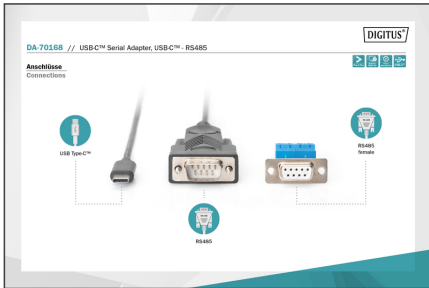 DIGITUS®
DA-70168 // USB-C™ Serial Adapter, USB-C™ - RS485
Anschlüsse
Connections
USB Type-C™
RS485
female
RS485